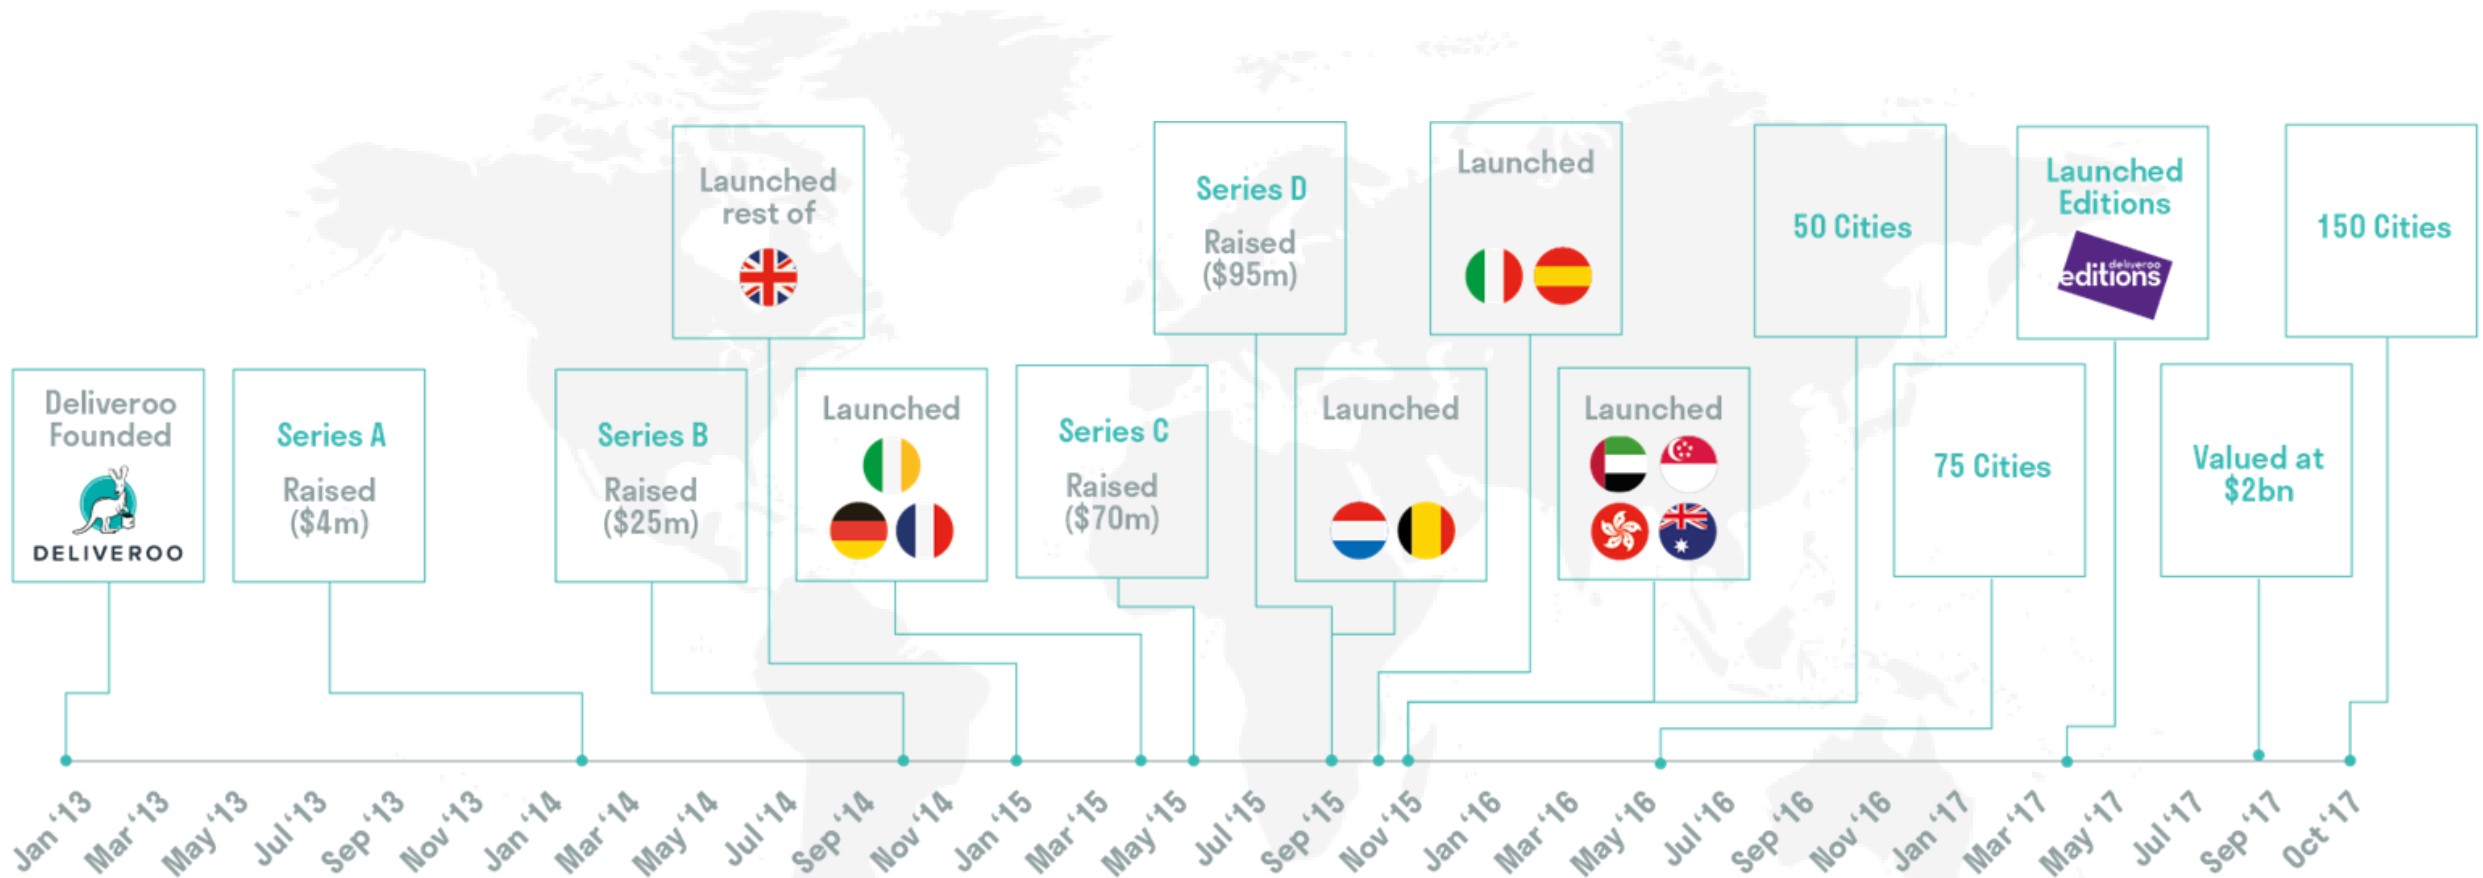 Launched
rest of
Series D
Raised
($95m)
Launched
50 Cities
Launched
Editions
deliveroo
editions
150 Cities
Deliveroo
Founded
DELIVEROO
Series A
Raised
($4m)
Series B
Raised
($25m)
Launched
Series C
Raised
($70m)
Launched
Launched
75 Cities
Valued at
$2bn
Jan ‘13
Mar ‘13
May ‘13
Jul ‘13
Sep ‘13
Nov ‘13
Jan ‘14
Mar ‘14
May ‘14
Jul ‘14
Sep ‘14
Nov ‘14
Jan ‘15
Mar ‘15
May ‘15
Jul ‘15
Sep ‘15
Nov ‘15
Jan ‘16
Mar ‘16
May ‘16
Jul ‘16
Sep ‘16
Nov ‘16
Jan ‘17
Mar ‘17
May ‘17
Jul ‘17
Sep ‘17
Oct ‘17